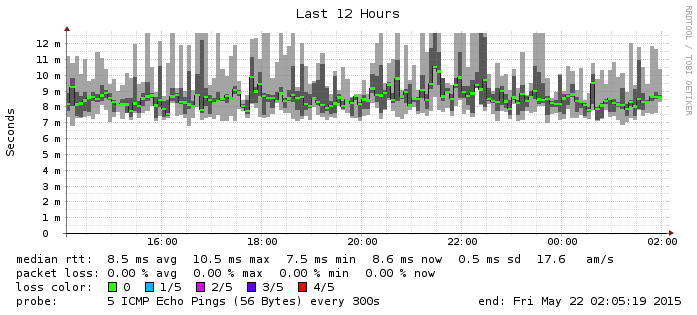 Last 12 Hours
RRDTOOL / TOBI OETIKER
Seconds
12 m
11 m
10 m
9 m
8 m
7 m
6 m
5 m
4 m
3 m
2 m
1 m
0
16:00 18:00 20:00 22:00 00:00 02:00
median rtt: 8.5 ms avg 10.5 ms max 7.5 ms min 8.6 ms now 0.5 ms sd 17.6 am/s
packet loss: 0.00 % avg 0.00 % max 0.00 % min 0.00 % now
loss color: 0 1/5 2/5 3/5 4/5
probe: 5 ICMP Echo Pings (56 Bytes) every 300s end: Fri May 22 02:05:19 2015